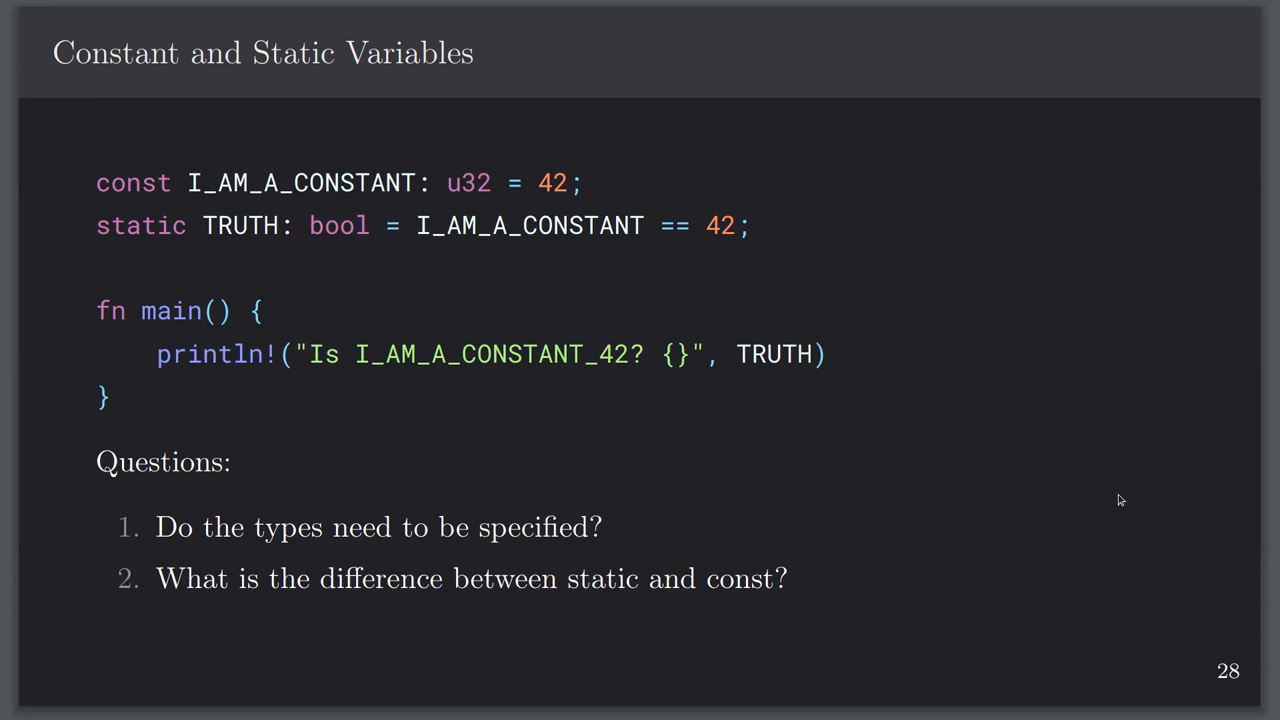 Constant and Static Variables
const I_AM_A_CONSTANT: u32 = 42;
static TRUTH: bool = I_AM_A_CONSTANT == 42;
fn main() {
    println!("Is I_AM_A_CONSTANT_42? {}", TRUTH)
}
Questions:
1. Do the types need to be specified?
2. What is the difference between static and const?
28